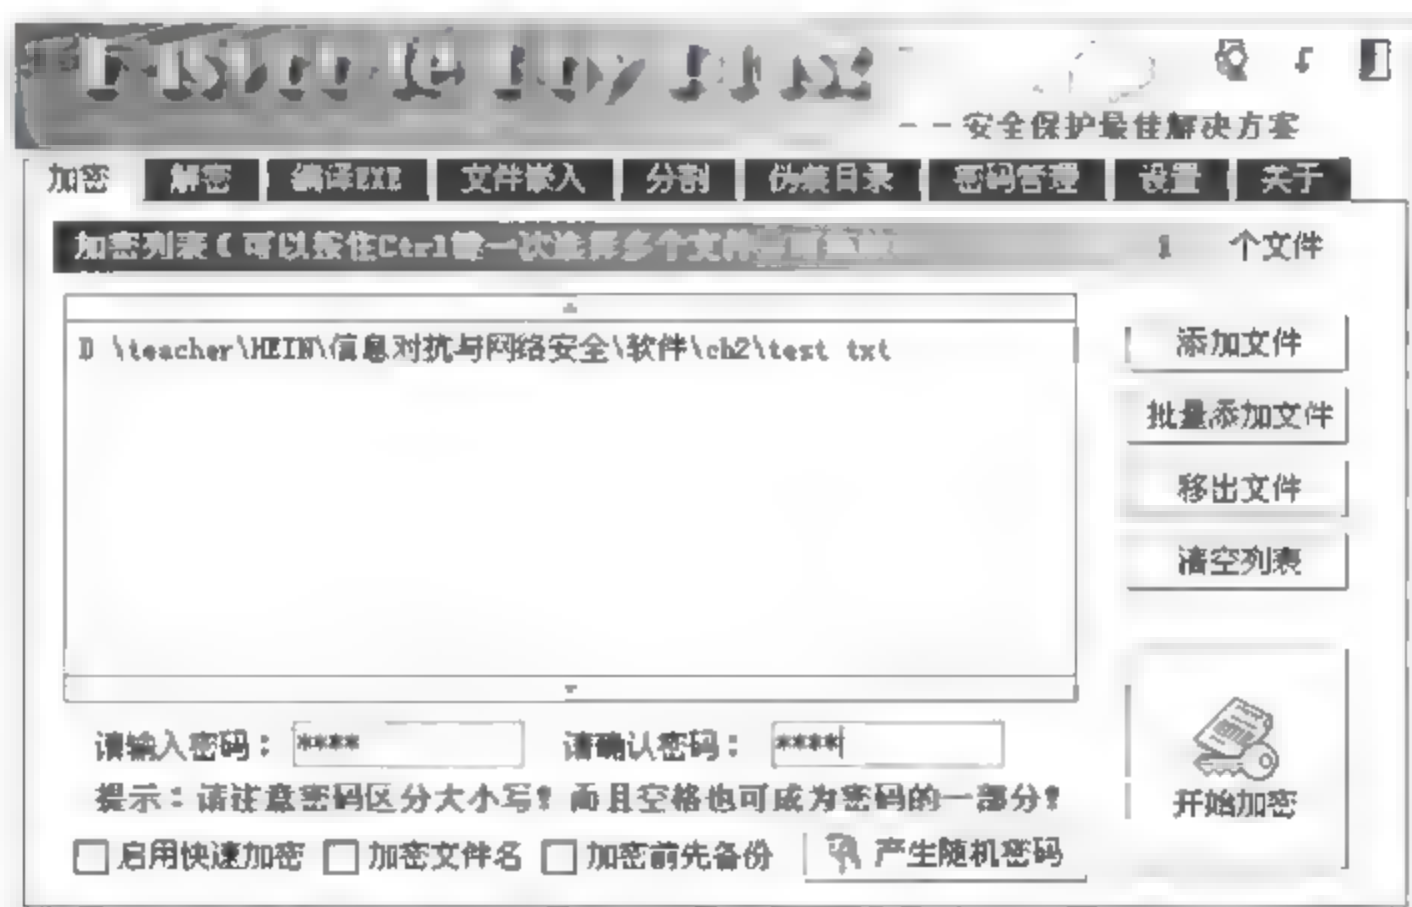 --安全保护最佳解决方案
加密 解密 编译EXE 文件嵌入 分割 伪装目录 密码管理 设置 关于
加密列表(可以按住Ctrl键一次选择多个文件 1 个文件
D \teacher\HEIN\信息对抗与网络安全\软件\ch2\test txt
添加文件
批量添加文件
移出文件
清空列表
请输入密码: **** 请确认密码: ****
提示:请注意密码区分大小写! 而且空格也可成为密码的一部分!
开始加密
启用快速加密 加密文件名 加密前先备份 产生随机密码